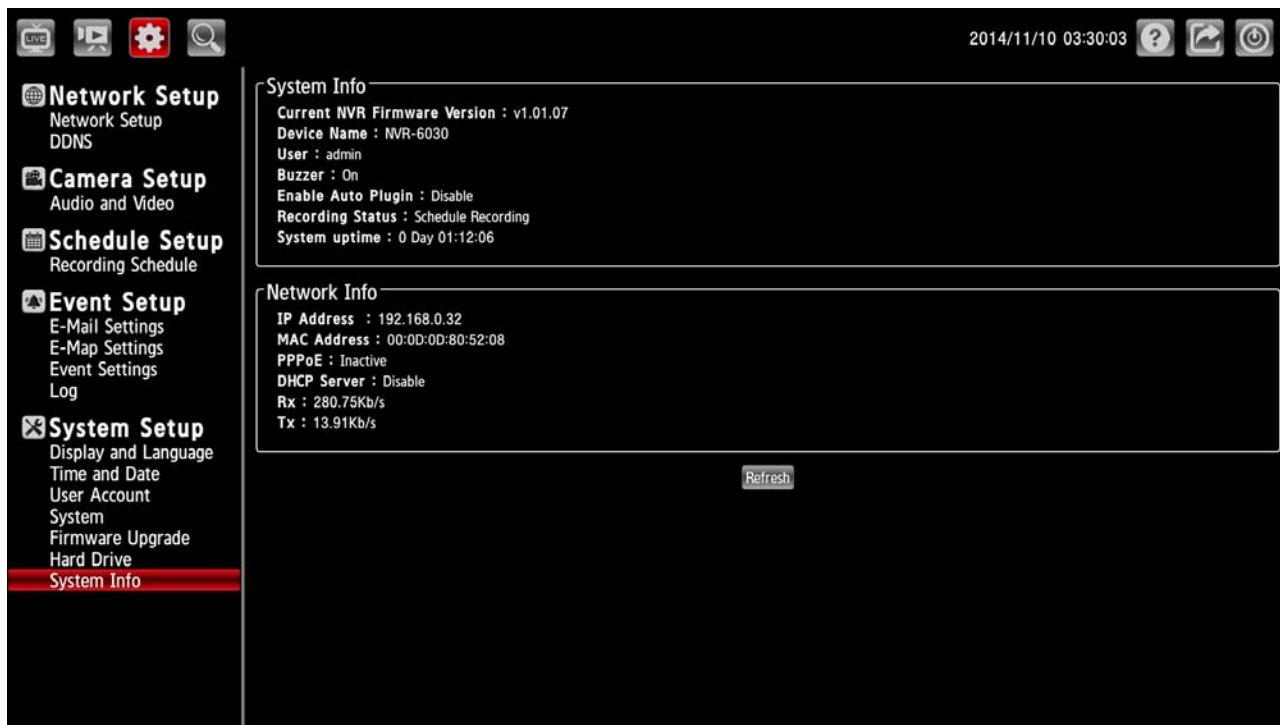 LIVE
2014/11/10 03:30:03
?
Network Setup
Network Setup
DDNS
Camera Setup
Audio and Video
Schedule Setup
Recording Schedule
Event Setup
E-Mail Settings
E-Map Settings
Event Settings
Log
System Setup
Display and Language
Time and Date
User Account
System
Firmware Upgrade
Hard Drive
System Info
System Info
Current NVR Firmware Version : v1.01.07
Device Name : NVR-6030
User : admin
Buzzer : On
Enable Auto Plugin : Disable
Recording Status : Schedule Recording
System uptime : 0 Day 01:12:06
Network Info
IP Address : 192.168.0.32
MAC Address : 00:0D:0D:80:52:08
PPPoE : Inactive
DHCP Server : Disable
Rx : 280.75Kb/s
Tx : 13.91Kb/s
Refresh